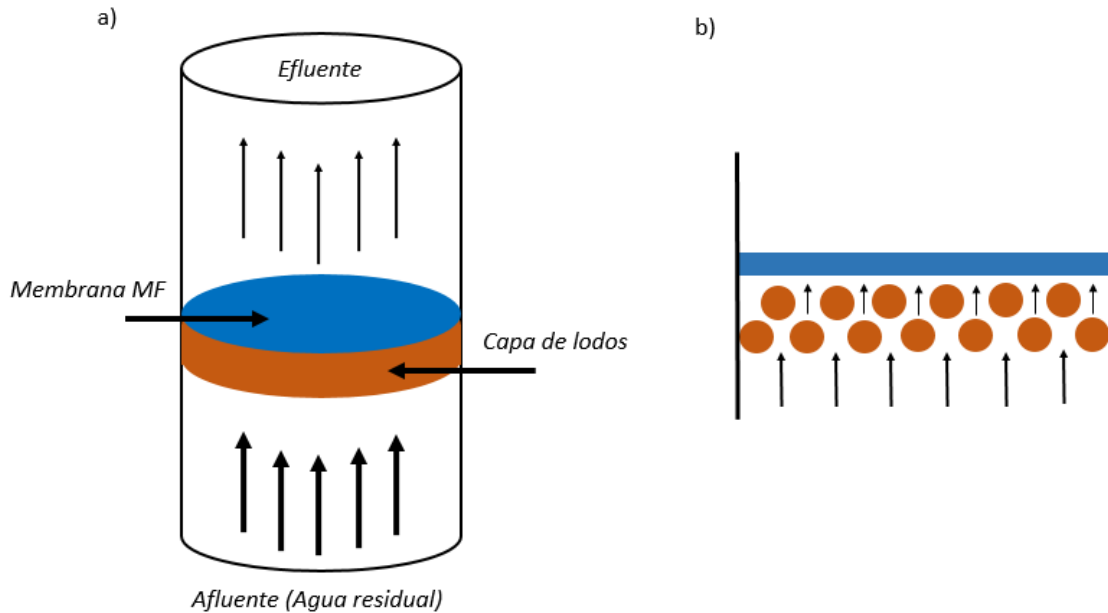 a)
b)
Efluente
Membrana MF
Capa de lodos
Afluente (Agua residual)